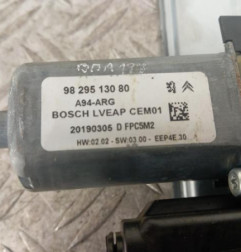 98 295 130 80
A94-ARG
BOSCH LVEAP CEM01
20190305 D FPC5M2
HW:02.02 - SW:03.00 - EEP4E.30